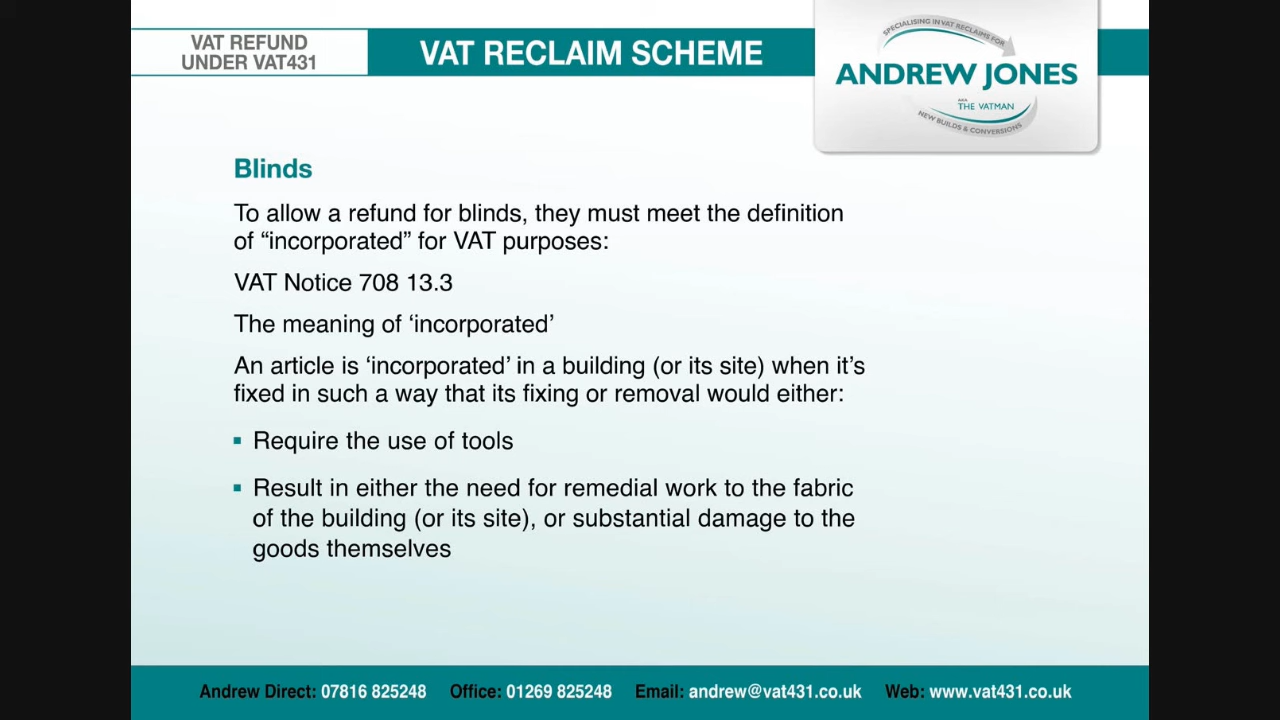 VAT REFUND
UNDER VAT431
VAT RECLAIM SCHEME
SPECIALISING IN VAT RECLAIMS FOR
ANDREW JONES
AKA
THE VATMAN
NEW BUILDS & CONVERSIONS
Blinds
To allow a refund for blinds, they must meet the definition
of “incorporated” for VAT purposes:
VAT Notice 708 13.3
The meaning of ‘incorporated’
An article is ‘incorporated’ in a building (or its site) when it’s
fixed in such a way that its fixing or removal would either:
▪ Require the use of tools
▪ Result in either the need for remedial work to the fabric
of the building (or its site), or substantial damage to the
goods themselves
Andrew Direct: 07816 825248 Office: 01269 825248 Email: andrew@vat431.co.uk Web: www.vat431.co.uk